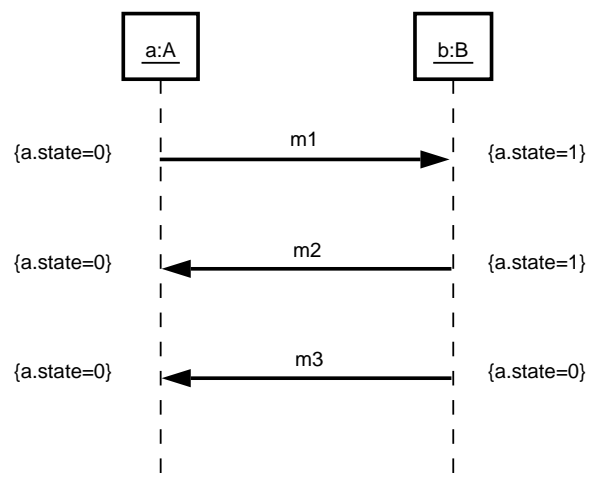 a:A b:B
m1
{a.state=0} {a.state=1}
m2
{a.state=0} {a.state=1}
m3
{a.state=0} {a.state=0}